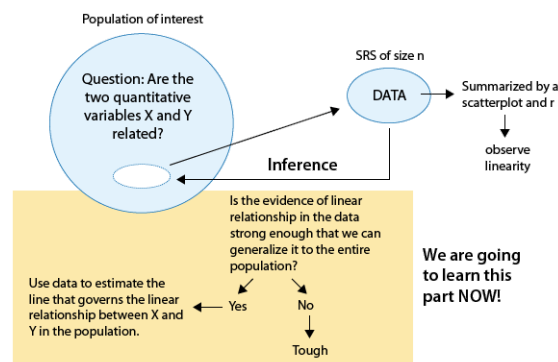 Population of interest
Question: Are the
two quantitative
variables X and Y
related?
SRS of size n
DATA
Summarized by a
scatterplot and r
observe
linearity
Inference
Is the evidence of linear
relationship in the data
strong enough that we can
generalize it to the entire
population?
We are going
to learn this
part NOW!
Use data to estimate the
line that governs the linear
relationship between X and
Y in the population.
Yes
No
Tough